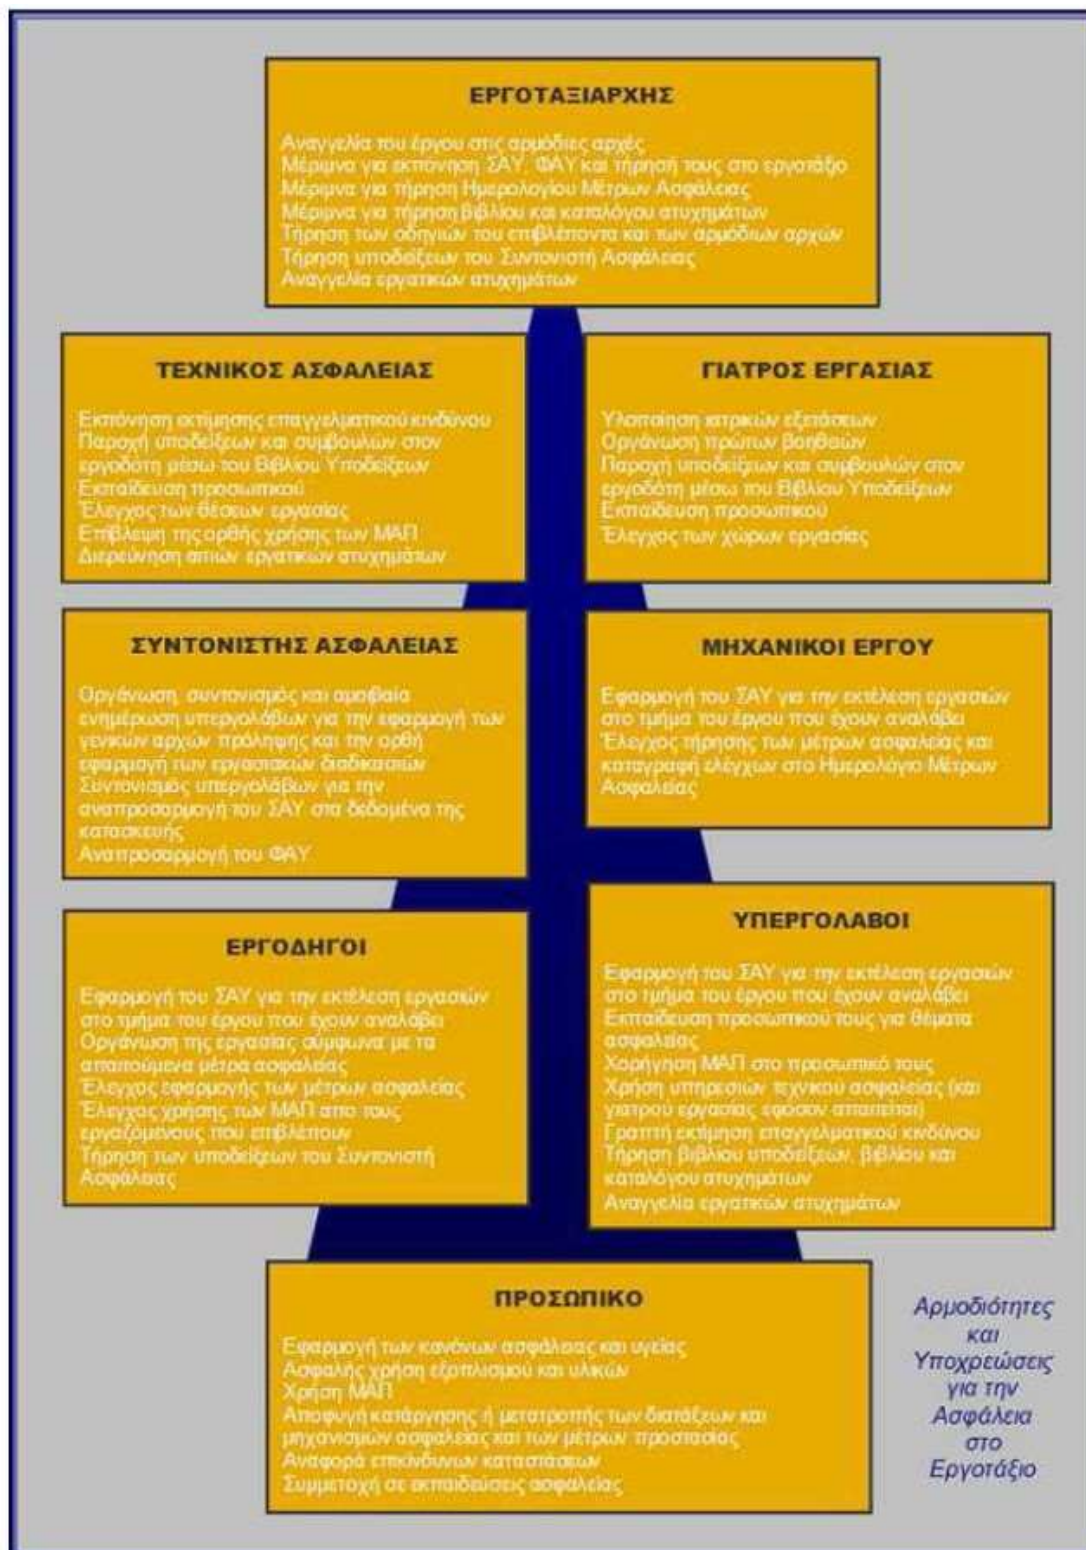 ΕΡΓΟΤΑΞΙΑΡΧΗΣ
Αναγγελία του έργου στις αρμόδιες αρχές
Μέριμνα για εκπόνηση ΣΑΥ, ΦΑΥ και τήρησή τους στο εργοτάξιο
Μέριμνα για τήρηση Ημερολογίου Μέτρων Ασφάλειας
Μέριμνα για τήρηση βιβλίου και καταλόγου ατυχημάτων
Τήρηση των οδηγιών του επιβλέποντα και των αρμόδιων αρχών
Τήρηση υποδείξεων του Συντονιστή Ασφάλειας
Αναγγελία εργατικών ατυχημάτων
ΤΕΧΝΙΚΟΣ ΑΣΦΑΛΕΙΑΣ
Εκπόνηση εκτίμησης επαγγελματικού κινδύνου
Παροχή υποδείξεων και συμβουλών στον
εργοδότη μέσω του Βιβλίου Υποδείξεων
Εκπαίδευση προσωπικού
Έλεγχος των θέσεων εργασίας
Επίβλεψη της ορθής χρήσης των ΜΑΠ
Διερεύνηση αιτιών εργατικών ατυχημάτων
ΓΙΑΤΡΟΣ ΕΡΓΑΣΙΑΣ
Υλοποίηση ιατρικών εξετάσεων
Οργάνωση πρώτων βοηθειών
Παροχή υποδείξεων και συμβουλών στον
εργοδότη μέσω του Βιβλίου Υποδείξεων
Εκπαίδευση προσωπικού
Έλεγχος των χώρων εργασίας
ΣΥΝΤΟΝΙΣΤΗΣ ΑΣΦΑΛΕΙΑΣ
Οργάνωση, συντονισμός και αμοιβαία
ενημέρωση υπεργολάβων για την εφαρμογή των
γενικών αρχών πρόληψης και την ορθή
εφαρμογή των εργασιακών διαδικασιών
Συντονισμός υπεργολάβων για την
αναπροσαρμογή του ΣΑΥ στα δεδομένα της
κατασκευής
Αναπροσαρμογή του ΦΑΥ
ΜΗΧΑΝΙΚΟΙ ΕΡΓΟΥ
Εφαρμογή του ΣΑΥ για την εκτέλεση εργασιών
στο τμήμα του έργου που έχουν αναλάβει
Έλεγχος τήρησης των μέτρων ασφαλείας και
καταγραφή ελέγχων στο Ημερολόγιο Μέτρων
Ασφαλείας
ΕΡΓΟΔΗΓΟΙ
Εφαρμογή του ΣΑΥ για την εκτέλεση εργασιών
στο τμήμα του έργου που έχουν αναλάβει
Οργάνωση της εργασίας σύμφωνα με τα
απαιτούμενα μέτρα ασφαλείας
Έλεγχος εφαρμογής των μέτρων ασφαλείας
Έλεγχος χρήσης των ΜΑΠ απο τους
εργαζόμενους που επιβλέπουν
Τήρηση των υποδείξεων του Συντονιστή
Ασφάλειας
ΥΠΕΡΓΟΛΑΒΟΙ
Εφαρμογή του ΣΑΥ για την εκτέλεση εργασιών
στο τμήμα του έργου που έχουν αναλάβει
Εκπαίδευση προσωπικού τους για θέματα
ασφαλείας
Χορήγηση ΜΑΠ στο προσωπικό τους
Χρήση υπηρεσιών τεχνικού ασφαλείας (και
γιατρού εργασίας εφόσον απαιτείται)
Γραπτή εκτίμηση επαγγελματικού κινδύνου
Τήρηση βιβλίου υποδείξεων, βιβλίου και
καταλόγου ατυχημάτων
Αναγγελία εργατικών ατυχημάτων
ΠΡΟΣΩΠΙΚΟ
Εφαρμογή των κανόνων ασφάλειας και υγείας
Ασφαλής χρήση εξοπλισμού και υλικών
Χρήση ΜΑΠ
Αποφυγή κατάργησης ή μετατροπής των διατάξεων και
μηχανισμών ασφαλείας και των μέτρων προστασίας
Αναφορά επικίνδυνων καταστάσεων
Συμμετοχή σε εκπαιδεύσεις ασφαλείας
Αρμοδιότητες
και
Υποχρεώσεις
για την
Ασφάλεια
στο
Εργοτάξιο